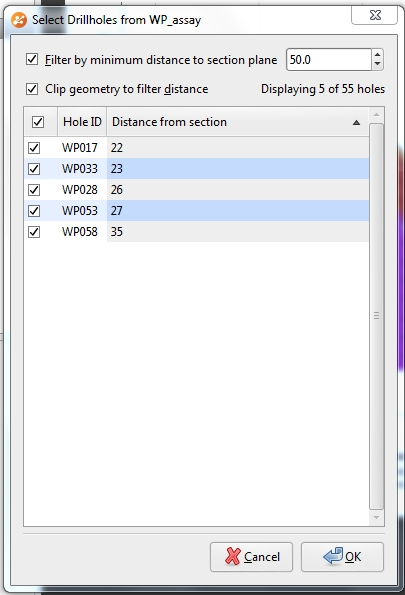 Select Drillholes from WP_assay
Filter by minimum distance to section plane 50.0
Clip geometry to filter distance Displaying 5 of 55 holes
Hole ID Distance from section
WP017 22
WP033 23
WP028 26
WP053 27
WP058 35
Cancel OK